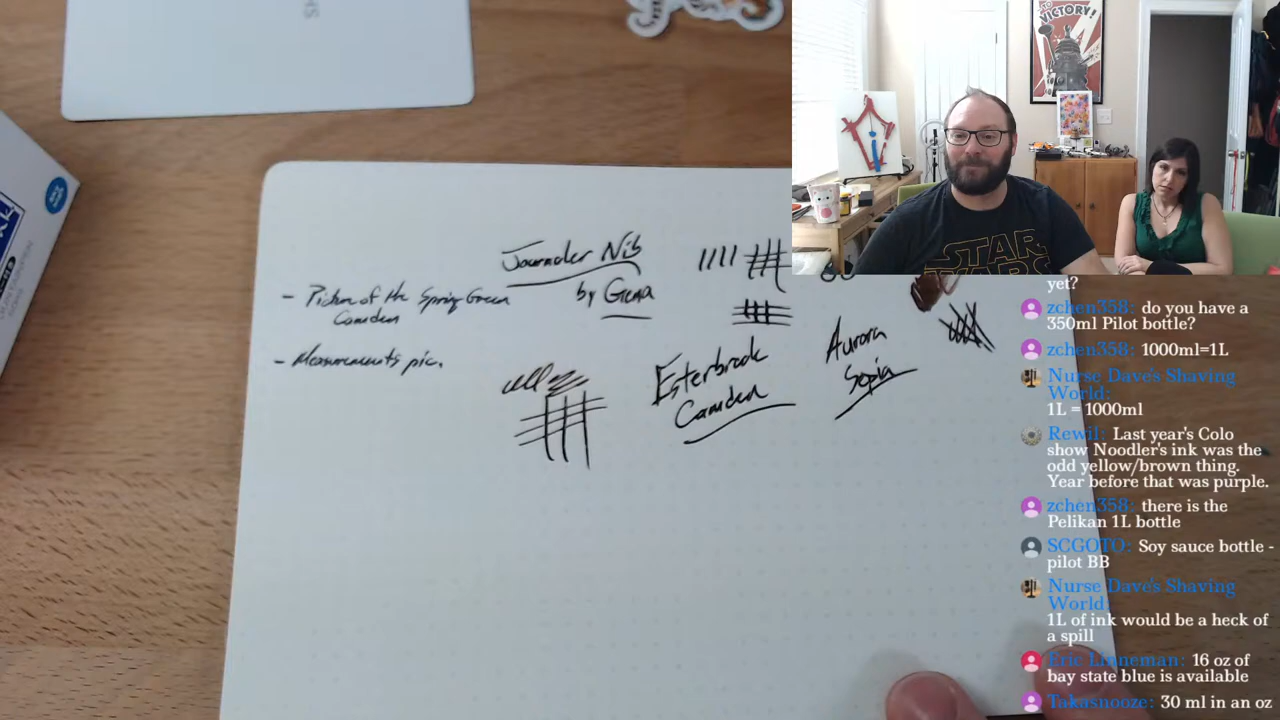 VICTORY!
STAR
WARS
Journaler Nib
by Gena
- Picture of the Spring Green
Camden
- Measurements pic.
Esterbrook
Camden
Aurora
Sepia
yet?
zchen358: do you have a
350ml Pilot bottle?
zchen358: 1000ml=1L
Nurse Dave's Shaving
World:
1L = 1000ml
Rewil: Last year's Colo
show Noodler's ink was the
odd yellow/brown thing.
Year before that was purple.
zchen358: there is the
Pelikan 1L bottle
SCGOTO: Soy sauce bottle -
pilot BB
Nurse Dave's Shaving
World:
1L of ink would be a heck of
a spill
Eric Linneman: 16 oz of
bay state blue is available
Takasnooze: 30 ml in an oz